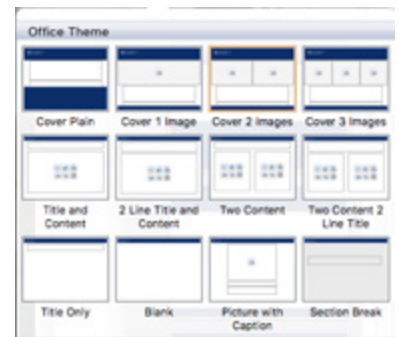 Office Theme
Cover Plain
Cover 1 Image
Cover 2 Images
Cover 3 Images
Title and
Content
2 Line Title and
Content
Two Content
Two Content 2
Line Title
Title Only
Blank
Picture with
Caption
Section Break